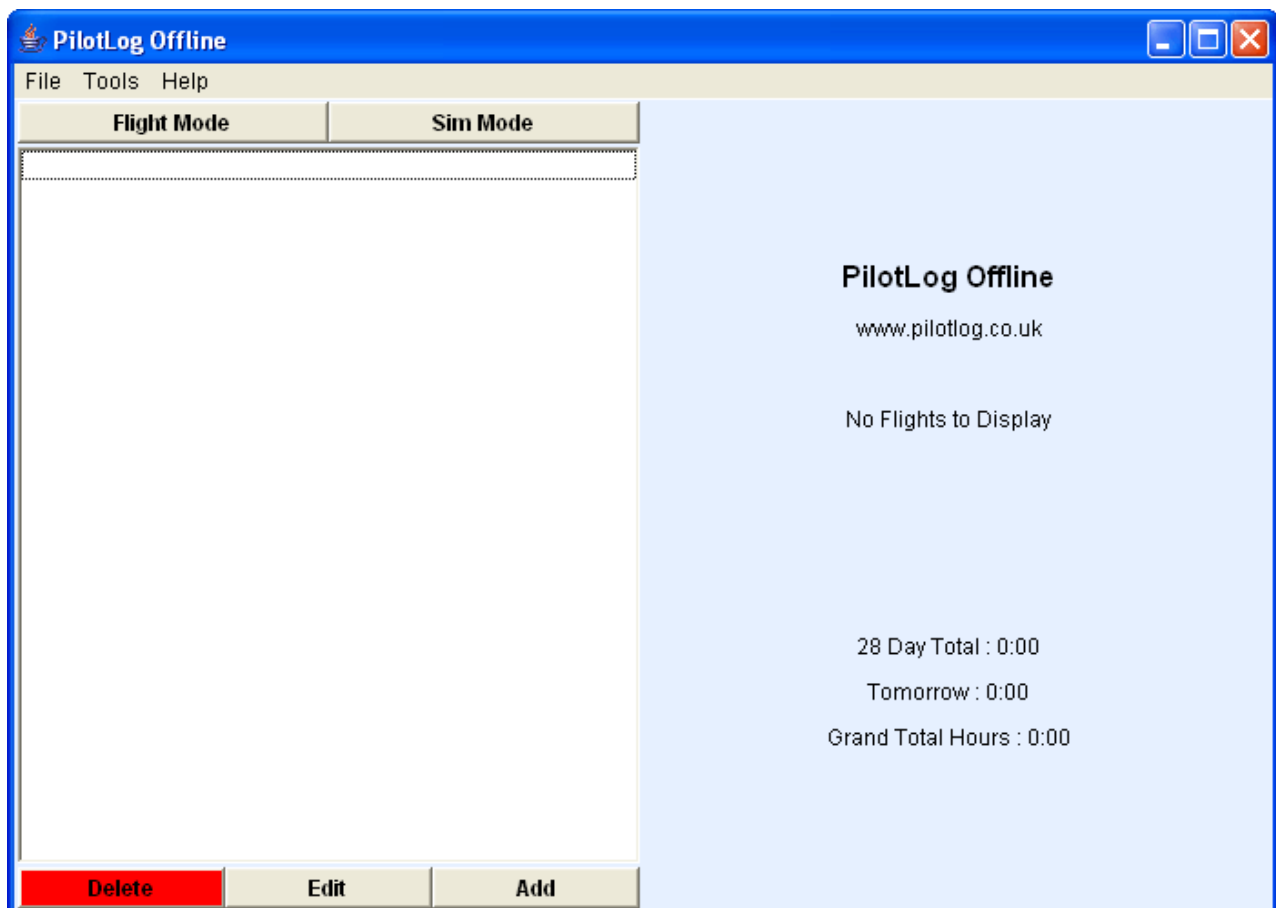 PilotLog Offline
File Tools Help
Flight Mode Sim Mode
PilotLog Offline
www.pilotlog.co.uk
No Flights to Display
28 Day Total : 0:00
Tomorrow : 0:00
Grand Total Hours : 0:00
Delete Edit Add